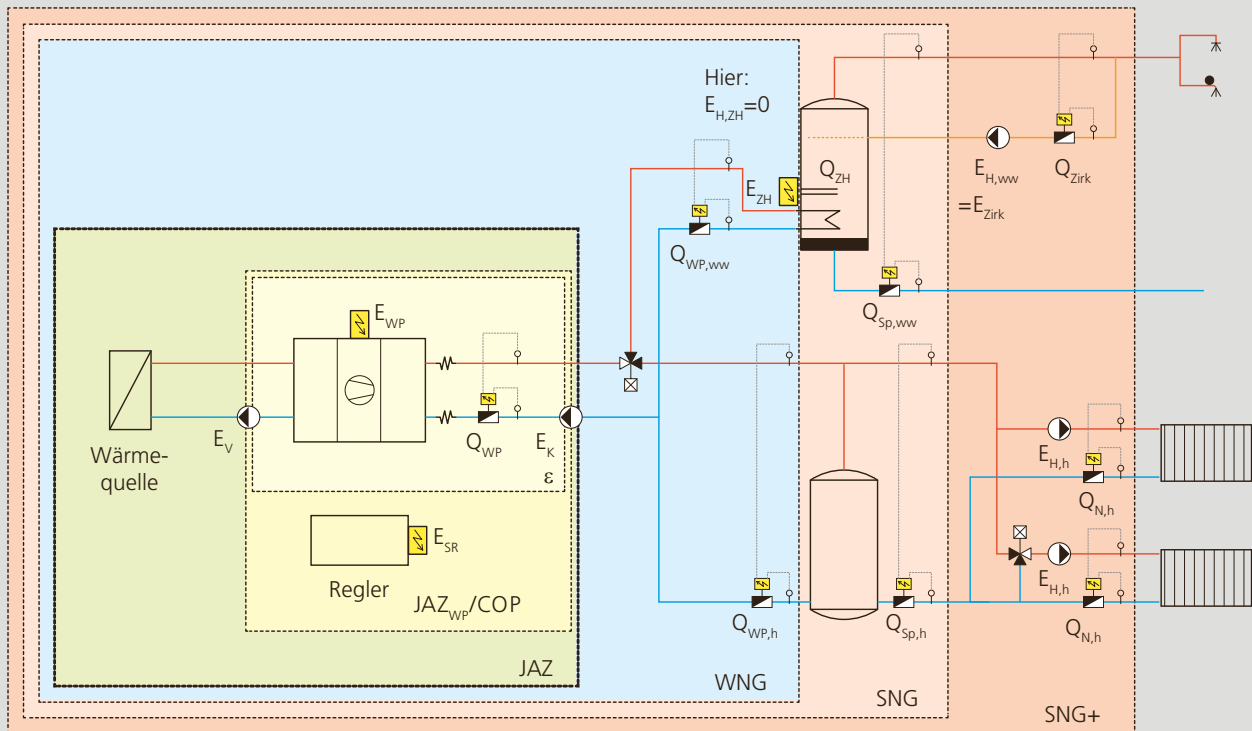 Hier:
E_H,ZH=0
Q_ZH
E_ZH
E_H,ww
=E_Zirk
Q_Zirk
Q_WP,ww
Q_Sp,ww
E_WP
E_V
Q_WP
E_K
ε
Wärme-
quelle
E_SR
Regler
JAZ_WP/COP
JAZ
E_H,h
Q_N,h
E_H,h
Q_N,h
Q_WP,h
Q_Sp,h
WNG
SNG
SNG+